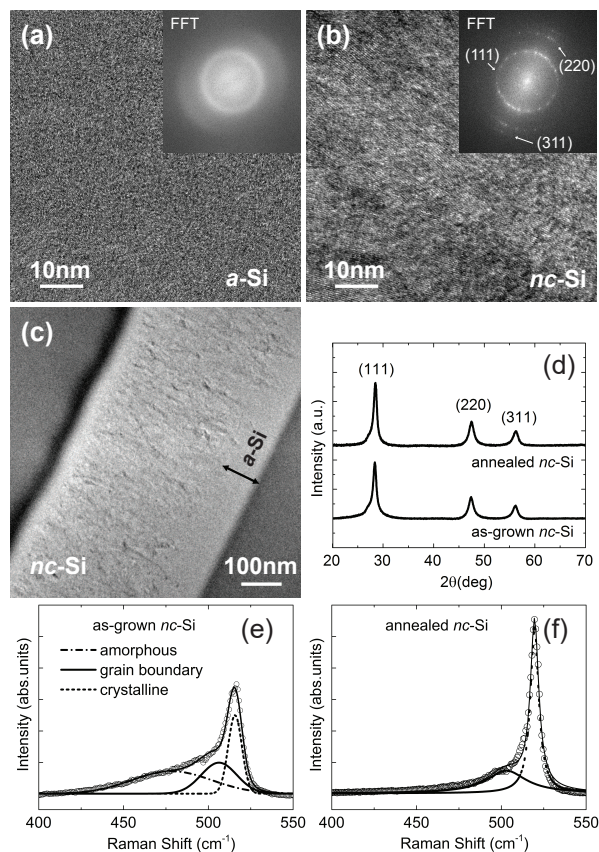 (a)
FFT
10nm
a-Si
(b)
FFT
(111)
(220)
(311)
10nm
nc-Si
(c)
a-Si
nc-Si
100nm
(d)
(111)
(220)
(311)
annealed nc-Si
as-grown nc-Si
Intensity (a.u.)
20 30 40 50 60 70
2θ(deg)
(e)
as-grown nc-Si
amorphous
grain boundary
crystalline
Intensity (abs.units)
400 450 500 550
Raman Shift (cm⁻¹)
(f)
annealed nc-Si
Intensity (abs.units)
400 450 500 550
Raman Shift (cm⁻¹)